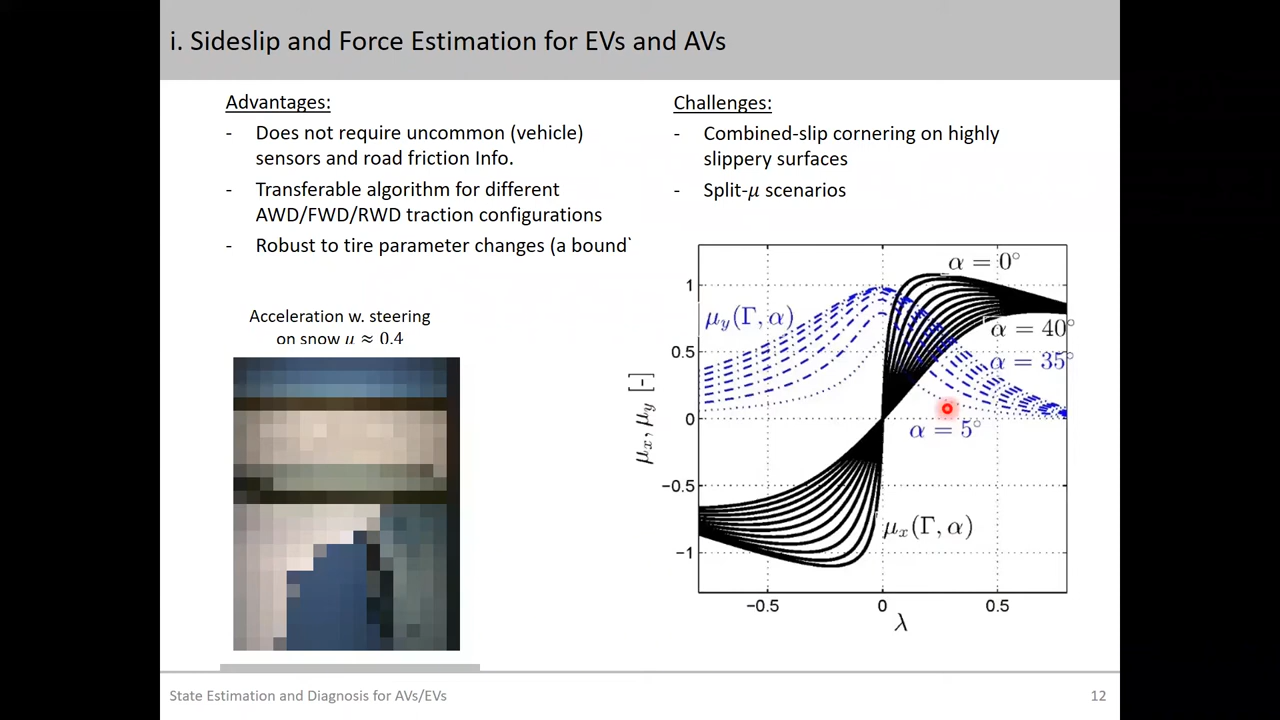 i. Sideslip and Force Estimation for EVs and AVs
Advantages:
- Does not require uncommon (vehicle)
sensors and road friction Info.
- Transferable algorithm for different
AWD/FWD/RWD traction configurations
- Robust to tire parameter changes (a bound
Acceleration w. steering
on snow μ ≈ 0.4
Challenges:
- Combined-slip cornering on highly
slippery surfaces
- Split-μ scenarios
α = 0°
μy(Γ, α)
α = 40°
α = 35°
α = 5°
μx(Γ, α)
μx, μy [-]
1
0.5
0
−0.5
−1
−0.5
0
0.5
λ
State Estimation and Diagnosis for AVs/EVs
12